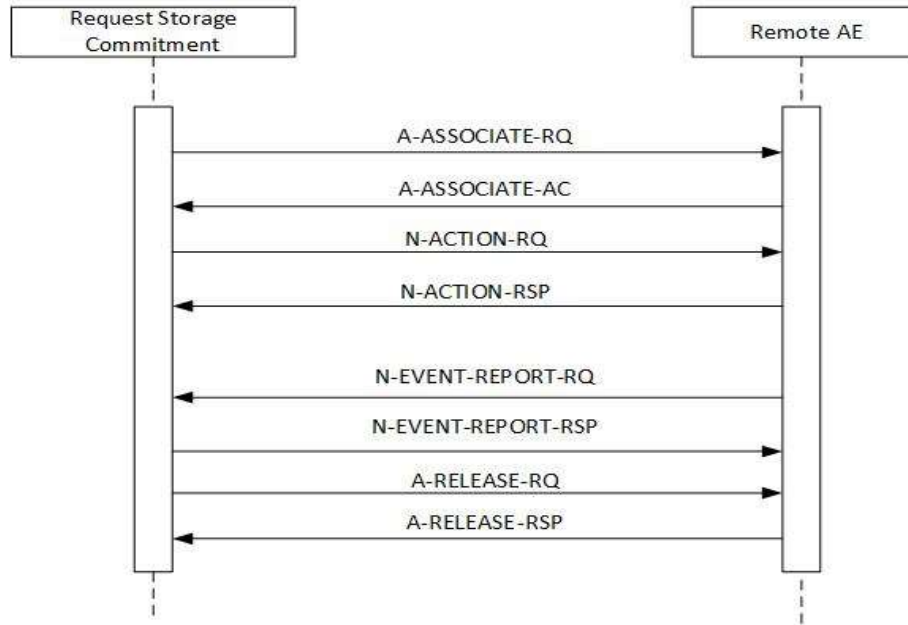 Request Storage
Commitment
Remote AE
A-ASSOCIATE-RQ
A-ASSOCIATE-AC
N-ACTION-RQ
N-ACTION-RSP
N-EVENT-REPORT-RQ
N-EVENT-REPORT-RSP
A-RELEASE-RQ
A-RELEASE-RSP